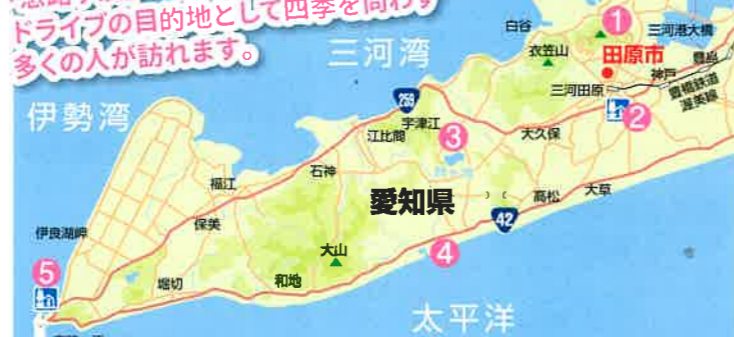 ドライブの目的地として四季を問わず
多くの人が訪れます。
三河湾
伊勢湾
白谷
1
三河港大橋
衣笠山
田原市
豊島
神戸
三河田原
豊橋鉄道
渥美線
2
259
宇津江
江比間
3
大久保
石神
福江
愛知県
高松
大草
42
保美
伊良湖岬
大山
4
5
堀切
和地
太平洋